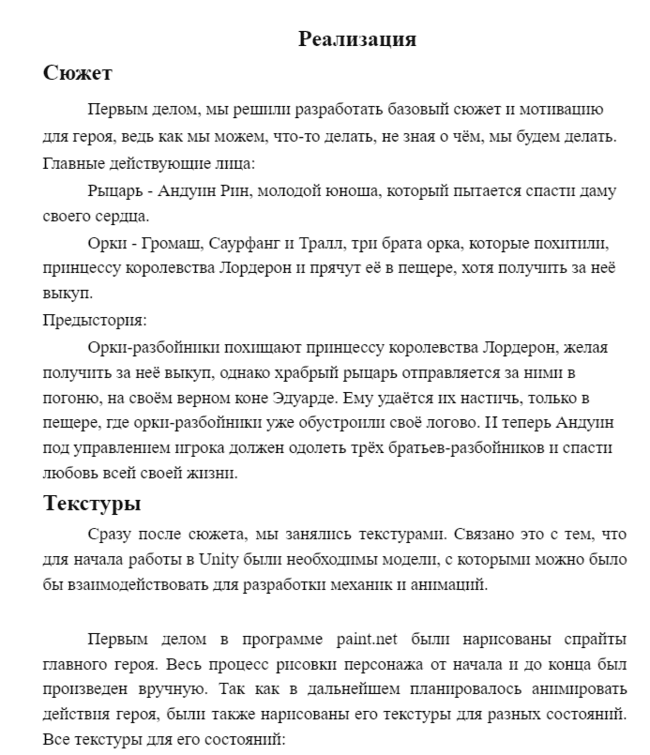 Реализация
Сюжет
Первым делом, мы решили разработать базовый сюжет и мотивацию
для героя, ведь как мы можем, что-то делать, не зная о чём, мы будем делать.
Главные действующие лица:
Рыцарь - Андуин Рин, молодой юноша, который пытается спасти даму
своего сердца.
Орки - Громаш, Саурфанг и Тралл, три брата орка, которые похитили,
принцессу королевства Лордерон и прячут её в пещере, хотя получить за неё
выкуп.
Предыстория:
Орки-разбойники похищают принцессу королевства Лордерон, желая
получить за неё выкуп, однако храбрый рыцарь отправляется за ними в
погоню, на своём верном коне Эдуарде. Ему удаётся их настичь, только в
пещере, где орки-разбойники уже обустроили своё логово. И теперь Андуин
под управлением игрока должен одолеть трёх братьев-разбойников и спасти
любовь всей своей жизни.
Текстуры
Сразу после сюжета, мы занялись текстурами. Связано это с тем, что
для начала работы в Unity были необходимы модели, с которыми можно было
бы взаимодействовать для разработки механик и анимаций.
Первым делом в программе paint.net были нарисованы спрайты
главного героя. Весь процесс рисовки персонажа от начала и до конца был
произведен вручную. Так как в дальнейшем планировалось анимировать
действия героя, были также нарисованы его текстуры для разных состояний.
Все текстуры для его состояний: